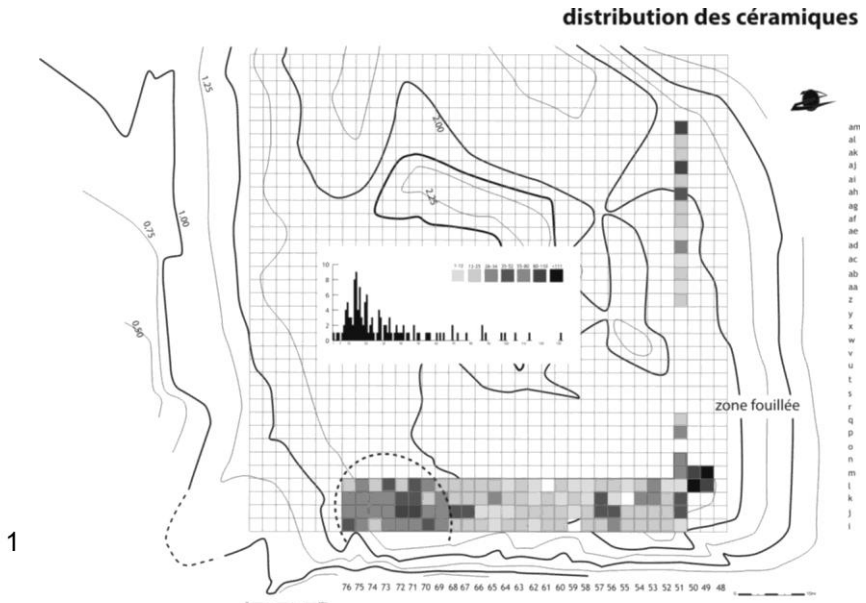 distribution des céramiques
1,25
2,00
2,25
1,00
0,75
0,50
10
8
6
4
2
0
zone fouillée
am
al
ak
aj
ai
ah
ag
af
ae
ad
ac
ab
aa
z
y
x
w
v
u
t
s
r
q
p
o
n
m
l
k
j
i
1
76 75 74 73 72 71 70 69 68 67 66 65 64 63 62 61 60 59 58 57 56 55 54 53 52 51 50 49 48